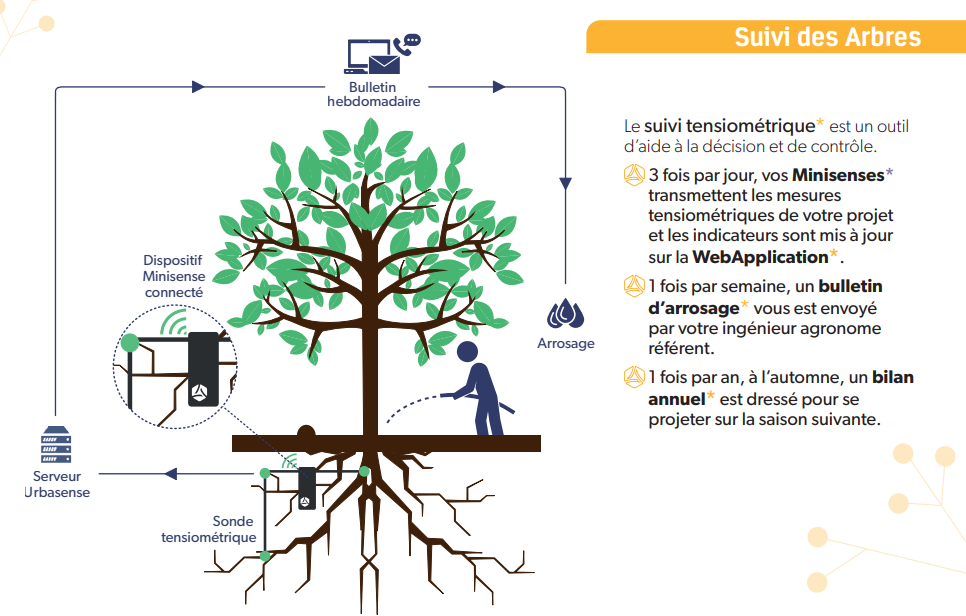 Suivi des Arbres
Bulletin
hebdomadaire
Dispositif
Minisense
connecté
Arrosage
Serveur
Urbasense
Sonde
tensiométrique
Le suivi tensiométrique* est un outil
d'aide à la décision et de contrôle.
3 fois par jour, vos Minisenses*
transmettent les mesures
tensiométriques de votre projet
et les indicateurs sont mis à jour
sur la WebApplication*.
1 fois par semaine, un bulletin
d'arrosage* vous est envoyé
par votre ingénieur agronome
référent.
1 fois par an, à l'automne, un bilan
annuel* est dressé pour se
projeter sur la saison suivante.